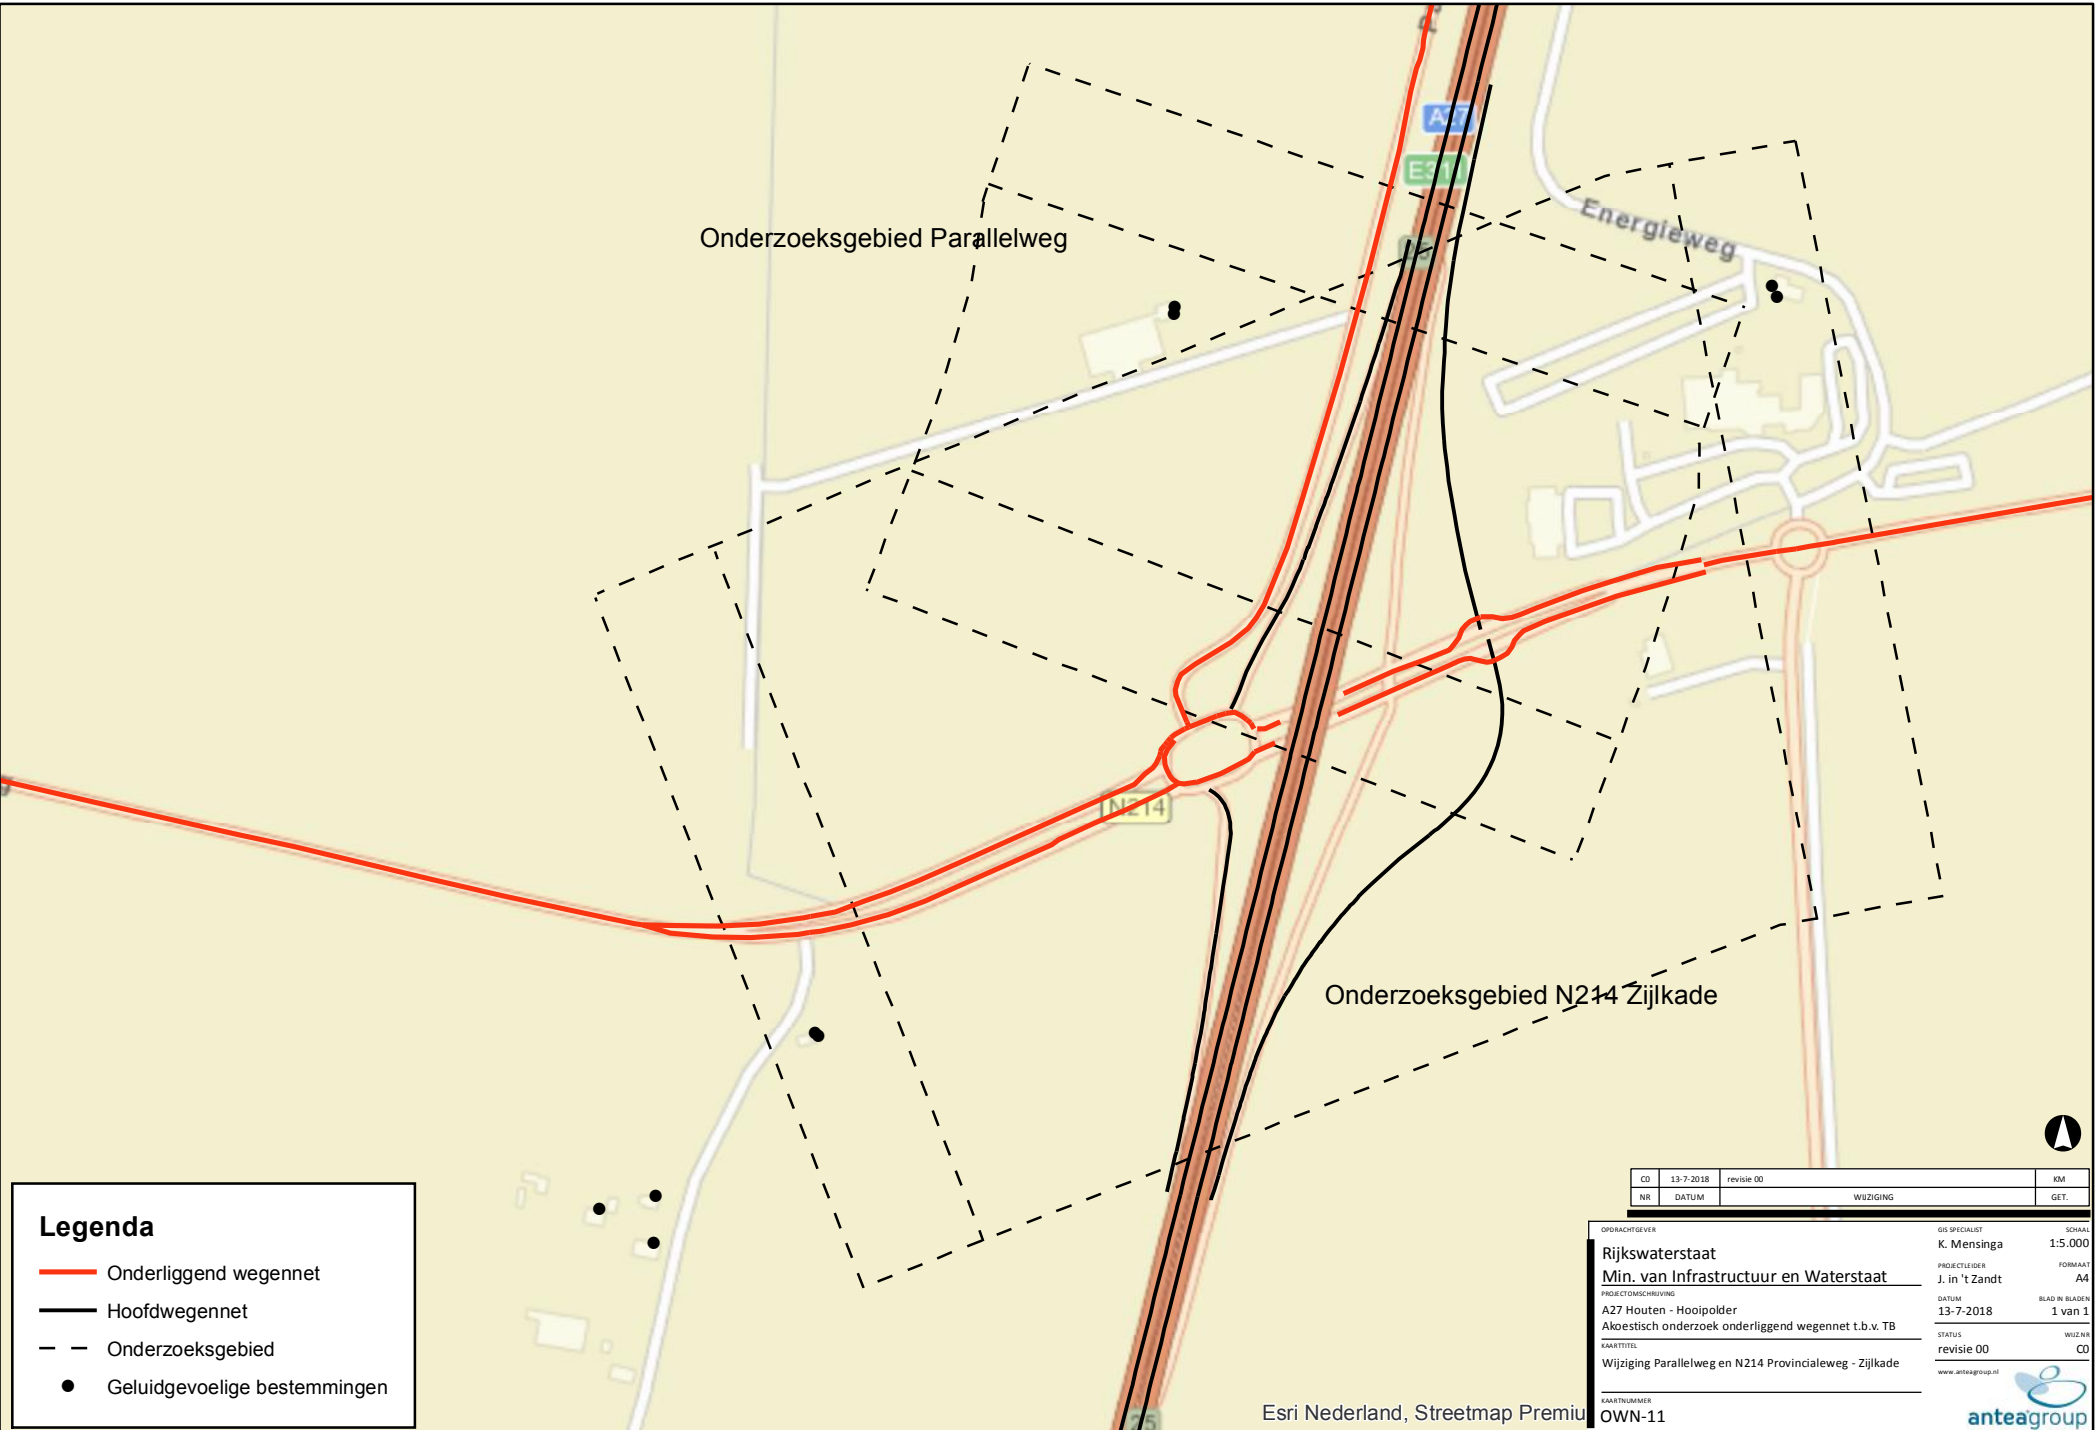 A27
E311
25
Energieweg
Onderzoeksgebied Parallelweg
N214
Onderzoeksgebied N214 Zijlkade
25
Legenda
Onderliggend wegennet
Hoofdwegennet
Onderzoeksgebied
Geluidgevoelige bestemmingen
Esri Nederland, Streetmap Premiu
C0 13-7-2018 revisie 00 KM
NR DATUM WIJZIGING GET.
OPDRACHTGEVER
Rijkswaterstaat
Min. van Infrastructuur en Waterstaat
PROJECTOMSCHRIJVING
A27 Houten - Hooipolder
Akoestisch onderzoek onderliggend wegennet t.b.v. TB
KAARTTITEL
Wijziging Parallelweg en N214 Provincialeweg - Zijlkade
KAARTNUMMER
OWN-11
GIS SPECIALIST SCHAAL
K. Mensinga 1:5.000
PROJECTLEIDER FORMAAT
J. in 't Zandt A4
DATUM BLAD IN BLADEN
13-7-2018 1 van 1
STATUS WIJZ.NR
revisie 00 C0
www.anteagroup.nl
anteagroup